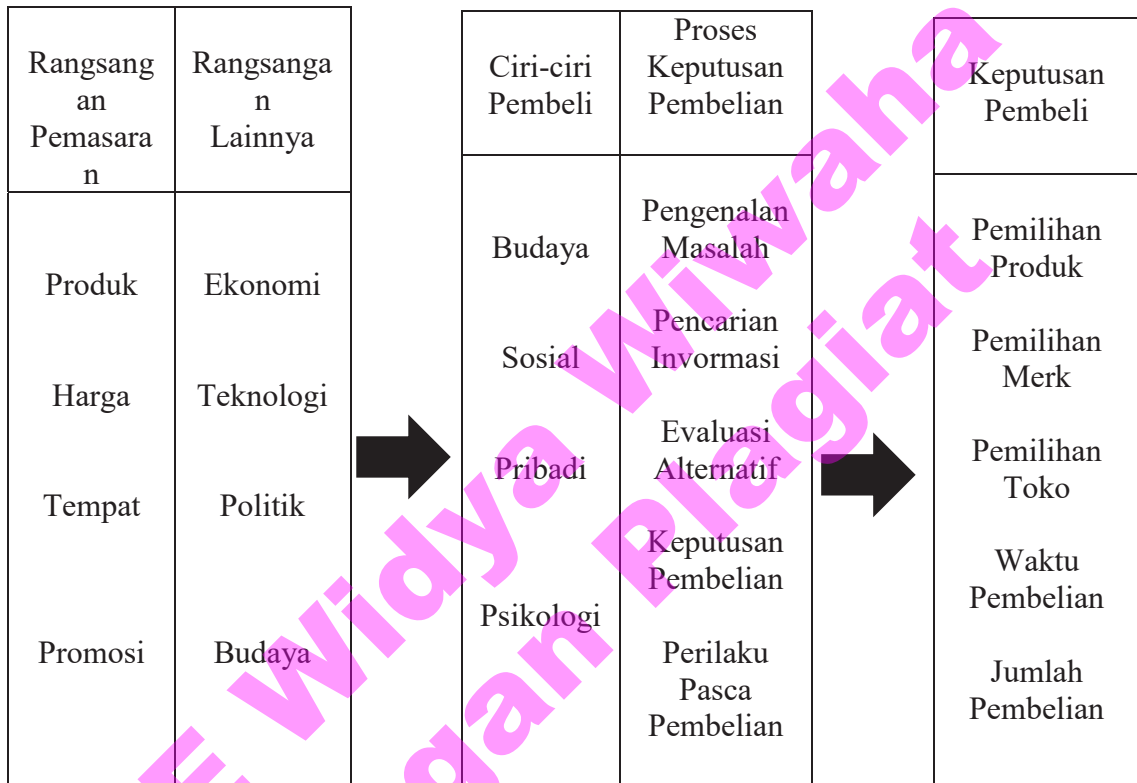 Rangsang
an
Pemasara
n
Rangsanga
n
Lainnya
Produk
Ekonomi
Harga
Teknologi
Tempat
Politik
Promosi
Budaya
Ciri-ciri
Pembeli
Proses
Keputusan
Pembelian
Budaya
Sosial
Pribadi
Psikologi
Pengenalan
Masalah
Pencarian
Invormasi
Evaluasi
Alternatif
Keputusan
Pembelian
Perilaku
Pasca
Pembelian
Keputusan
Pembeli
Pemilihan
Produk
Pemilihan
Merk
Pemilihan
Toko
Waktu
Pembelian
Jumlah
Pembelian
E Widya Wiwaha
gan Plagiat